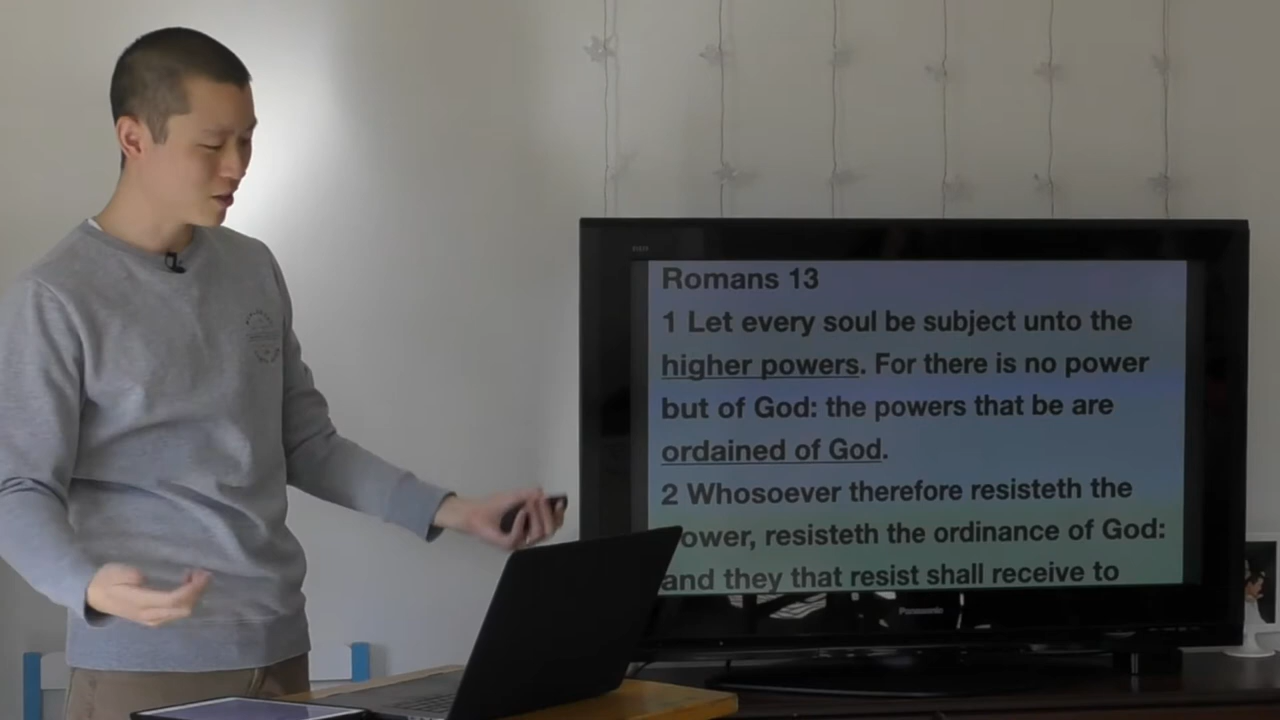 Romans 13
1 Let every soul be subject unto the
higher powers. For there is no power
but of God: the powers that be are
ordained of God.
2 Whosoever therefore resisteth the
ower, resisteth the ordinance of God:
and they that resist shall receive to
Panasonic